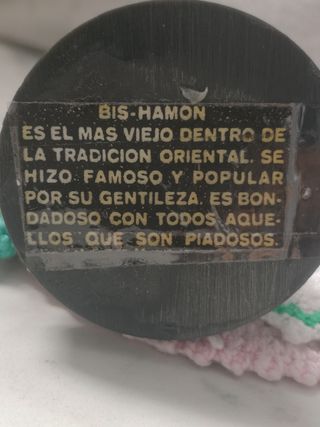 BIS-HAMON
ES EL MAS VIEJO DENTRO DE
LA TRADICION ORIENTAL. SE
HIZO FAMOSO Y POPULAR
POR SU GENTILEZA. ES BON-
DADOSO CON TODOS AQUE-
LLOS QUE SON PIADOSOS.